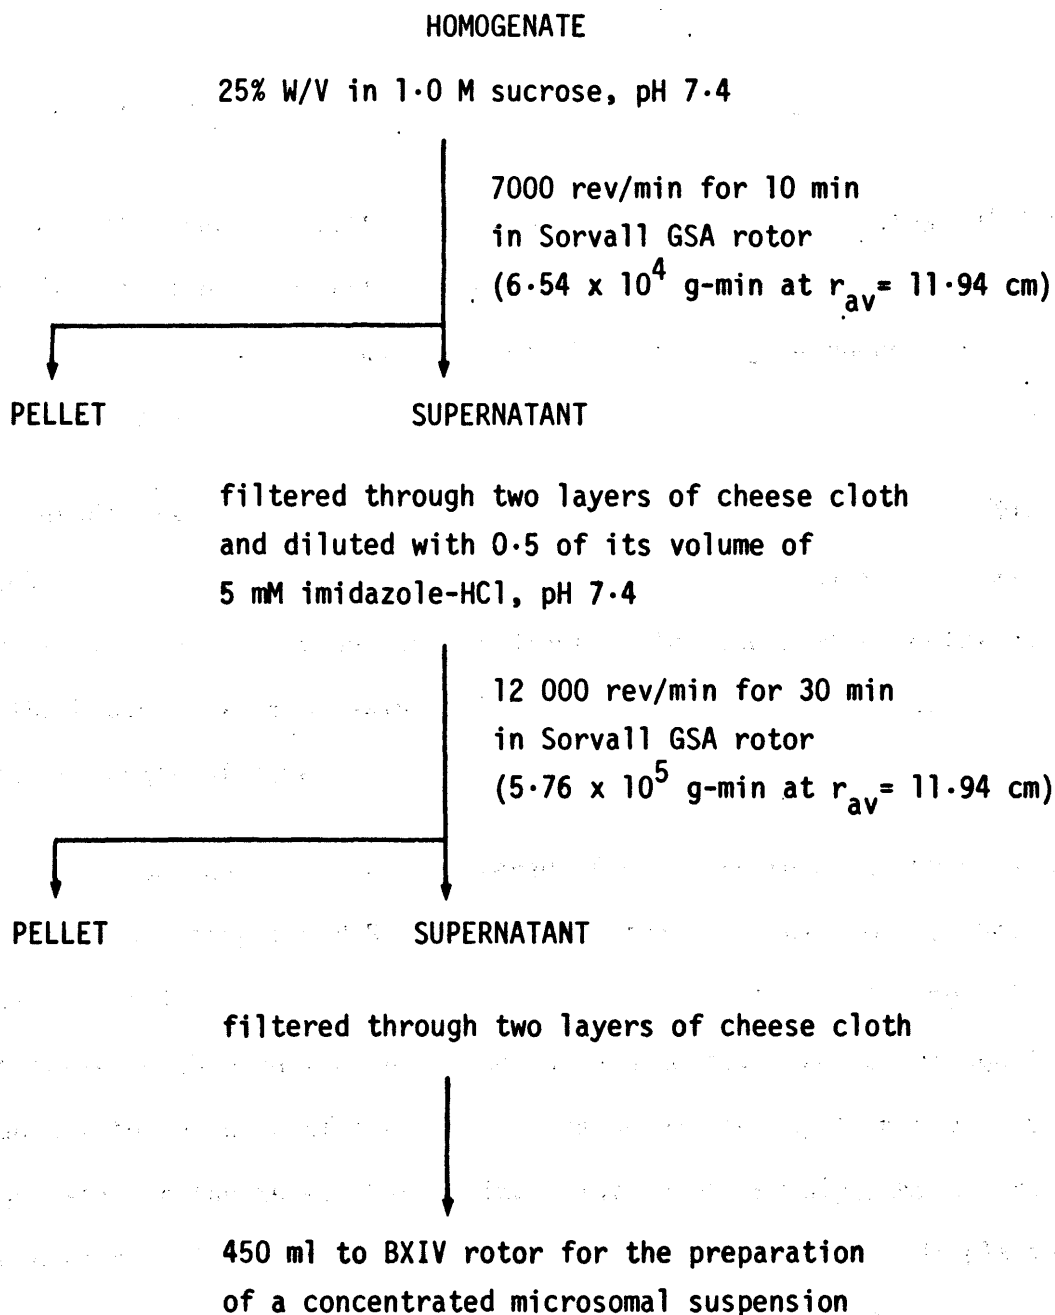 HOMOGENATE
25% W/V in 1·0 M sucrose, pH 7·4
7000 rev/min for 10 min
in Sorvall GSA rotor
(6·54 x 10^4 g-min at r_av= 11·94 cm)
PELLET
SUPERNATANT
filtered through two layers of cheese cloth
and diluted with 0·5 of its volume of
5 mM imidazole-HCl, pH 7·4
12 000 rev/min for 30 min
in Sorvall GSA rotor
(5·76 x 10^5 g-min at r_av= 11·94 cm)
PELLET
SUPERNATANT
filtered through two layers of cheese cloth
450 ml to BXIV rotor for the preparation
of a concentrated microsomal suspension